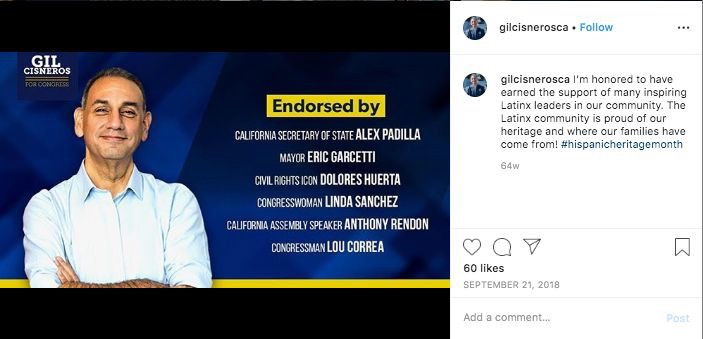 GIL
CISNEROS
FOR CONGRESS
Endorsed by
CALIFORNIA SECRETARY OF STATE ALEX PADILLA
MAYOR ERIC GARCETTI
CIVIL RIGHTS ICON DOLORES HUERTA
CONGRESSWOMAN LINDA SANCHEZ
CALIFORNIA ASSEMBLY SPEAKER ANTHONY RENDON
CONGRESSMAN LOU CORREA
gilcisnerosca • Follow
gilcisnerosca I'm honored to have
earned the support of many inspiring
Latinx leaders in our community. The
Latinx community is proud of our
heritage and where our families have
come from! #hispanicheritagemonth
64w
60 likes
SEPTEMBER 21, 2018
Add a comment...
Post